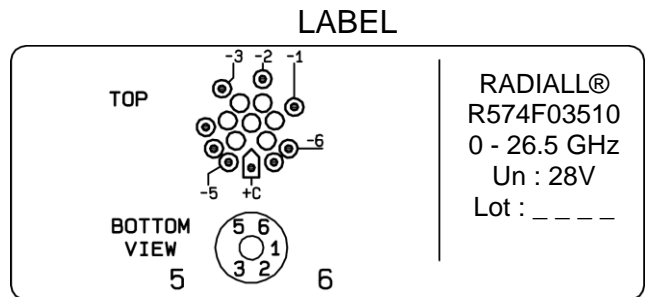 LABEL
-3 -2 -1
TOP
-6
-5 +C
BOTTOM
VIEW
5 6
1
3 2
5 6
RADIALL®
R574F03510
0 - 26.5 GHz
Un : 28V
Lot : _ _ _ _